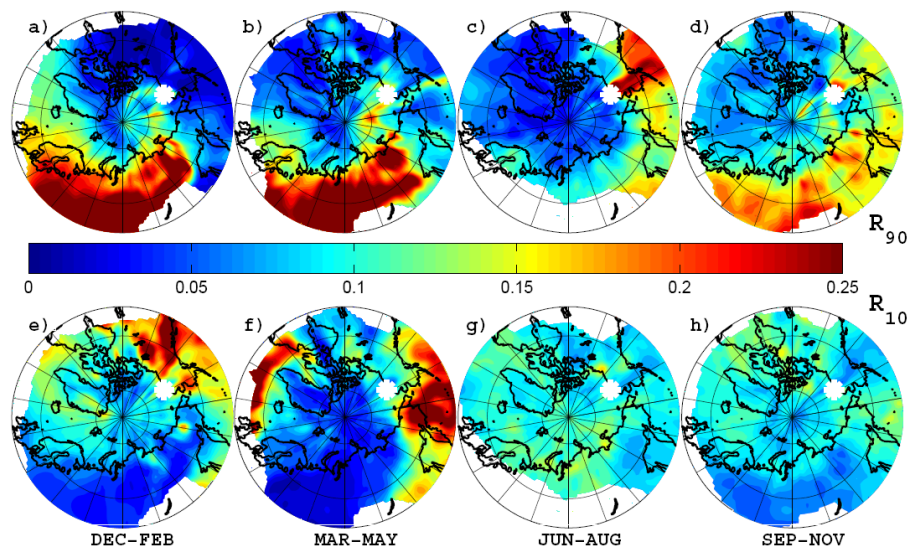 a) b) c) d)
R90
0 0.05 0.1 0.15 0.2 0.25
R10
e) f) g) h)
DEC-FEB MAR-MAY JUN-AUG SEP-NOV